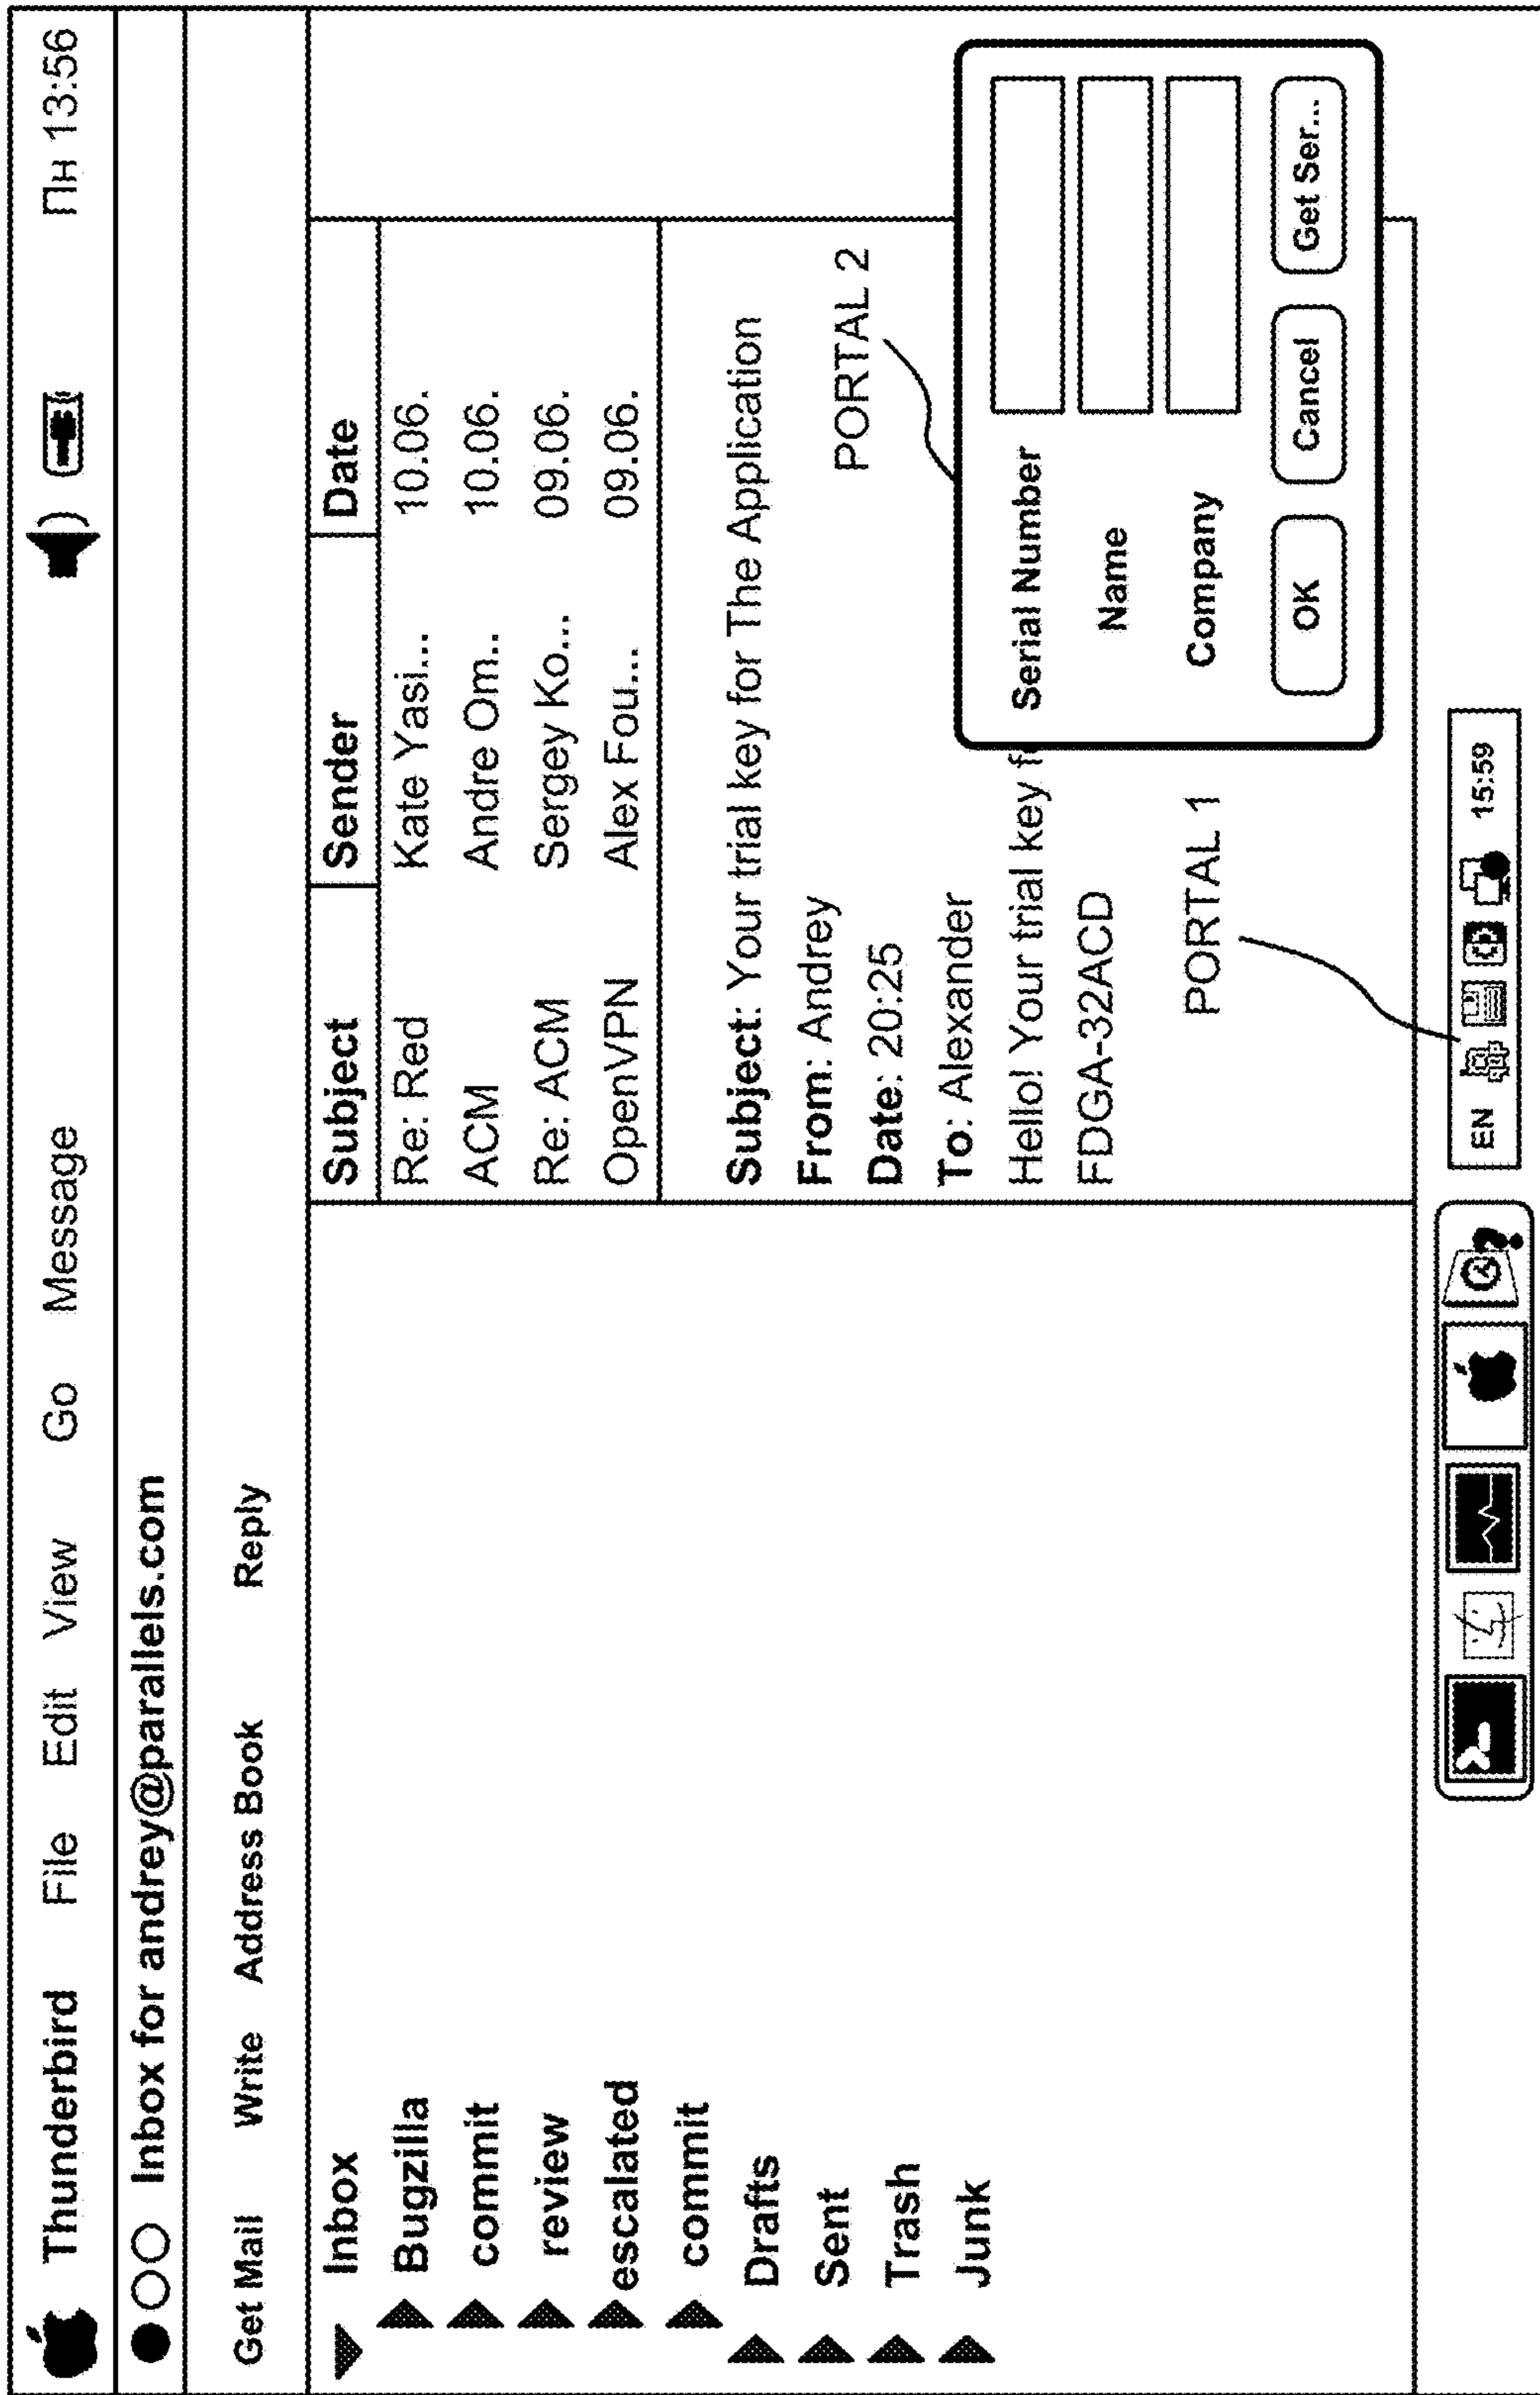 Thunderbird File Edit View Go Message Пн 13:56
Inbox for andrey@parallels.com
Get Mail Write Address Book Reply
Inbox
Bugzilla
commit
review
escalated
commit
Drafts
Sent
Trash
Junk
Subject Sender Date
Re: Red Kate Yasi... 10.06.
ACM Andre Om.. 10.06.
Re: ACM Sergey Ko... 09.06.
OpenVPN Alex Fou... 09.06.
Subject: Your trial key for The Application
From: Andrey
Date: 20:25
To: Alexander
Hello! Your trial key f
FDGA-32ACD
PORTAL 2
Serial Number
Name
Company
OK Cancel Get Ser...
PORTAL 1
EN 15:59